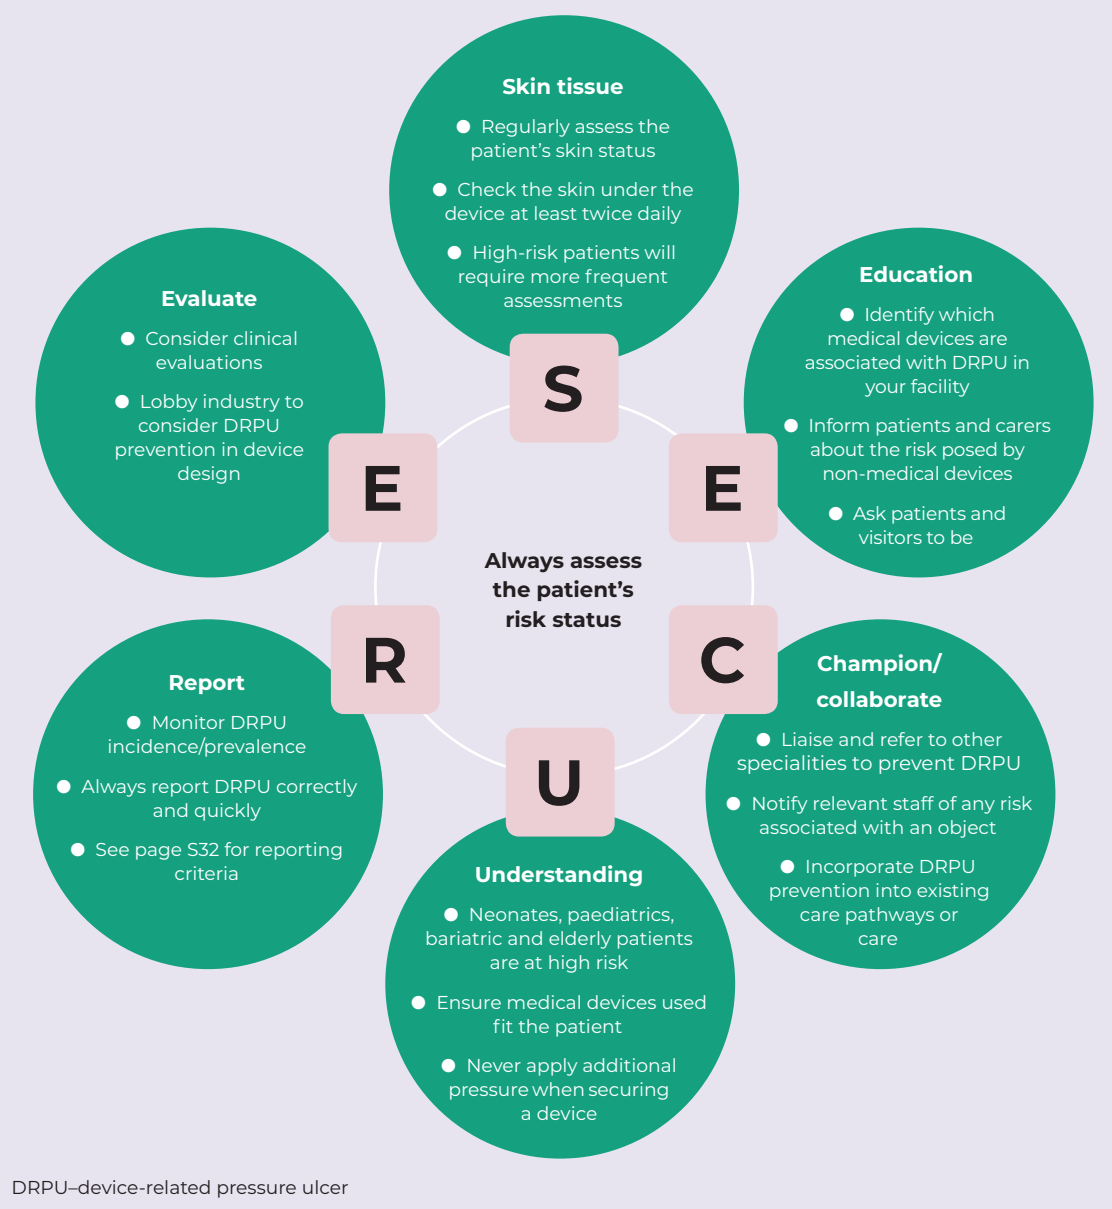 Skin tissue
● Regularly assess the
patient's skin status
● Check the skin under the
device at least twice daily
● High-risk patients will
require more frequent
assessments
S
Education
● Identify which
medical devices are
associated with DRPU in
your facility
● Inform patients and carers
about the risk posed by
non-medical devices
● Ask patients and
visitors to be
E
Champion/
collaborate
● Liaise and refer to other
specialities to prevent DRPU
● Notify relevant staff of any risk
associated with an object
● Incorporate DRPU
prevention into existing
care pathways or
care
C
Understanding
● Neonates, paediatrics,
bariatric and elderly patients
are at high risk
● Ensure medical devices used
fit the patient
● Never apply additional
pressure when securing
a device
U
Report
● Monitor DRPU
incidence/prevalence
● Always report DRPU correctly
and quickly
● See page S32 for reporting
criteria
R
Evaluate
● Consider clinical
evaluations
● Lobby industry to
consider DRPU
prevention in device
design
E
Always assess
the patient's
risk status
DRPU–device-related pressure ulcer